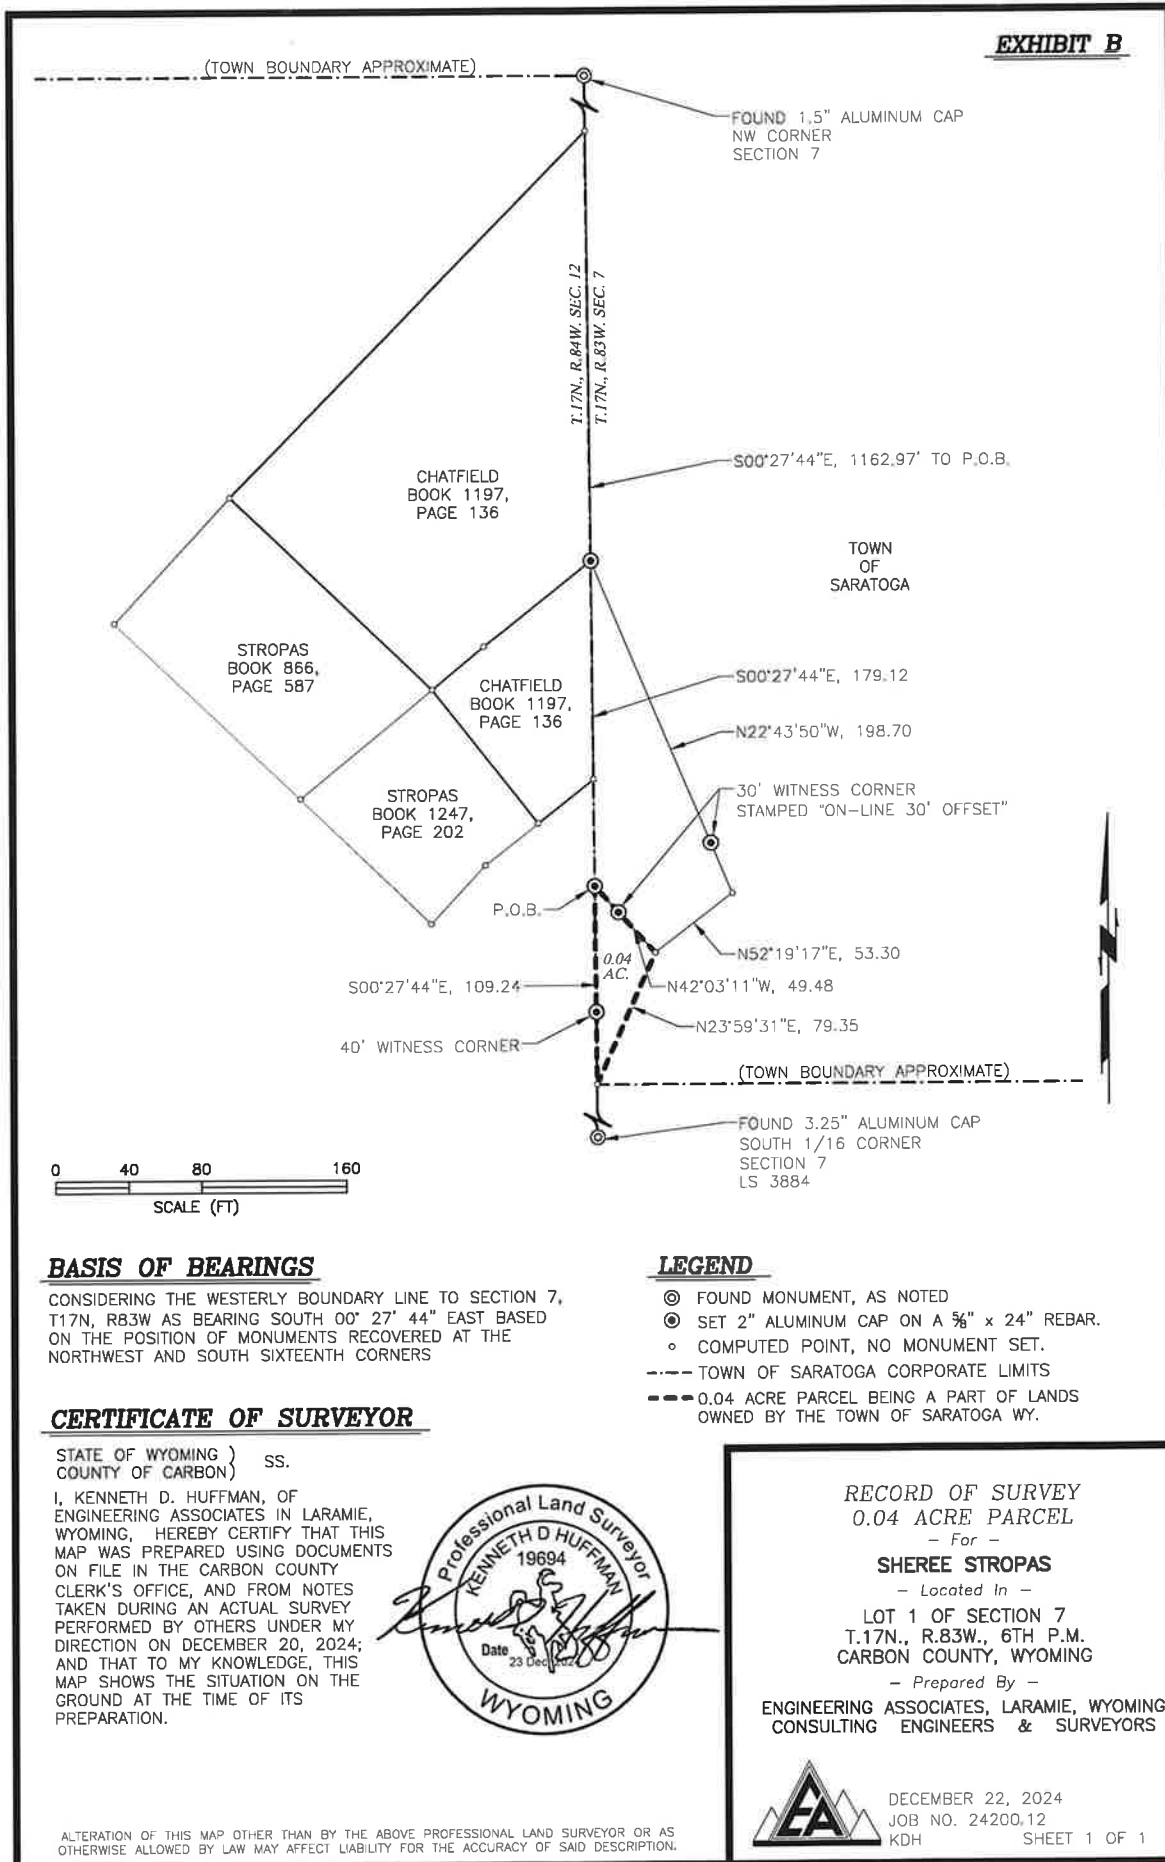 EXHIBIT B
(TOWN BOUNDARY APPROXIMATE)
FOUND 1.5" ALUMINUM CAP
NW CORNER
SECTION 7
T.17N., R.84W. SEC. 12
T.17N., R.83W. SEC. 7
S00°27'44"E, 1162.97' TO P.O.B.
CHATFIELD
BOOK 1197,
PAGE 136
TOWN
OF
SARATOGA
STROPAS
BOOK 866,
PAGE 587
CHATFIELD
BOOK 1197,
PAGE 136
S00°27'44"E, 179.12
N22°43'50"W, 198.70
STROPAS
BOOK 1247,
PAGE 202
30' WITNESS CORNER
STAMPED "ON-LINE 30' OFFSET"
P.O.B.
0.04
AC.
N52°19'17"E, 53.30
S00°27'44"E, 109.24
N42°03'11"W, 49.48
N23°59'31"E, 79.35
40' WITNESS CORNER
(TOWN BOUNDARY APPROXIMATE)
FOUND 3.25" ALUMINUM CAP
SOUTH 1/16 CORNER
SECTION 7
LS 3884
N
0 40 80 160
SCALE (FT)
BASIS OF BEARINGS
CONSIDERING THE WESTERLY BOUNDARY LINE TO SECTION 7,
T17N, R83W AS BEARING SOUTH 00° 27' 44" EAST BASED
ON THE POSITION OF MONUMENTS RECOVERED AT THE
NORTHWEST AND SOUTH SIXTEENTH CORNERS
LEGEND
FOUND MONUMENT, AS NOTED
SET 2" ALUMINUM CAP ON A ⅝" x 24" REBAR.
COMPUTED POINT, NO MONUMENT SET.
TOWN OF SARATOGA CORPORATE LIMITS
0.04 ACRE PARCEL BEING A PART OF LANDS
OWNED BY THE TOWN OF SARATOGA WY.
CERTIFICATE OF SURVEYOR
STATE OF WYOMING )
COUNTY OF CARBON) SS.
I, KENNETH D. HUFFMAN, OF
ENGINEERING ASSOCIATES IN LARAMIE,
WYOMING, HEREBY CERTIFY THAT THIS
MAP WAS PREPARED USING DOCUMENTS
ON FILE IN THE CARBON COUNTY
CLERK'S OFFICE, AND FROM NOTES
TAKEN DURING AN ACTUAL SURVEY
PERFORMED BY OTHERS UNDER MY
DIRECTION ON DECEMBER 20, 2024;
AND THAT TO MY KNOWLEDGE, THIS
MAP SHOWS THE SITUATION ON THE
GROUND AT THE TIME OF ITS
PREPARATION.
Professional Land Surveyor
KENNETH D HUFFMAN
19694
Date
23 Dec 2024
WYOMING
RECORD OF SURVEY
0.04 ACRE PARCEL
- For -
SHEREE STROPAS
- Located In -
LOT 1 OF SECTION 7
T.17N., R.83W., 6TH P.M.
CARBON COUNTY, WYOMING
- Prepared By -
ENGINEERING ASSOCIATES, LARAMIE, WYOMING
CONSULTING ENGINEERS & SURVEYORS
EA
DECEMBER 22, 2024
JOB NO. 24200.12
KDH SHEET 1 OF 1
ALTERATION OF THIS MAP OTHER THAN BY THE ABOVE PROFESSIONAL LAND SURVEYOR OR AS
OTHERWISE ALLOWED BY LAW MAY AFFECT LIABILITY FOR THE ACCURACY OF SAID DESCRIPTION.